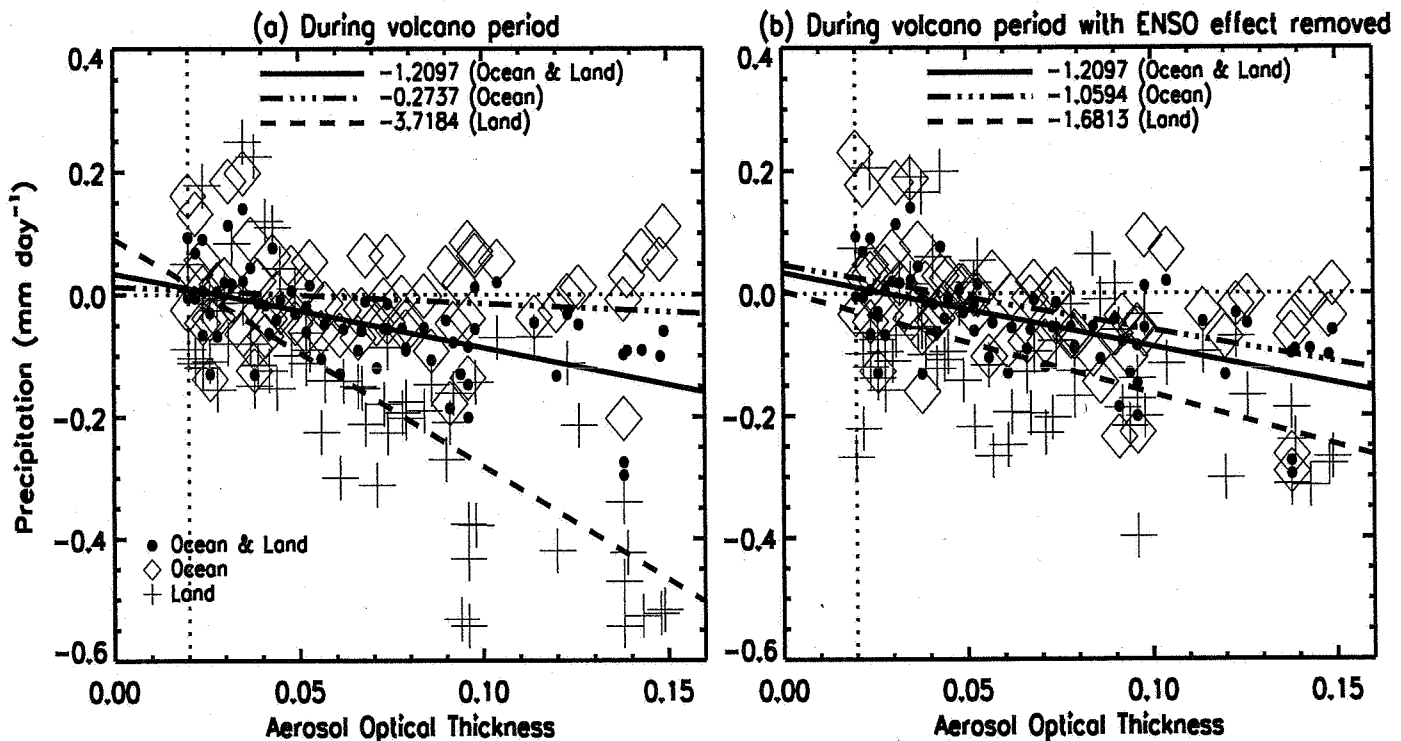 (a) During volcano period
(b) During volcano period with ENSO effect removed
0.4
0.2
0.0
-0.2
-0.4
-0.6
Precipitation (mm day⁻¹)
-1.2097 (Ocean & Land)
-0.2737 (Ocean)
-3.7184 (Land)
Ocean & Land
Ocean
Land
0.00
0.05
0.10
0.15
Aerosol Optical Thickness
0.4
0.2
0.0
-0.2
-0.4
-0.6
-1.2097 (Ocean & Land)
-1.0594 (Ocean)
-1.6813 (Land)
0.00
0.05
0.10
0.15
Aerosol Optical Thickness